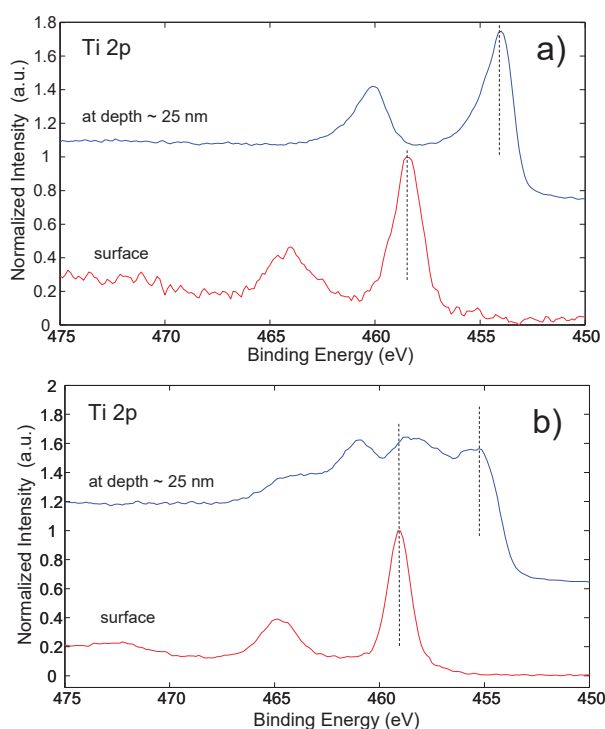 Ti 2p
a)
at depth ~ 25 nm
surface
Normalized Intensity (a.u.)
1.8
1.6
1.4
1.2
1
0.8
0.6
0.4
0.2
0
475
470
465
460
455
450
Binding Energy (eV)
Ti 2p
b)
at depth ~ 25 nm
surface
Normalized Intensity (a.u.)
2
1.8
1.6
1.4
1.2
1
0.8
0.6
0.4
0.2
0
475
470
465
460
455
450
Binding Energy (eV)